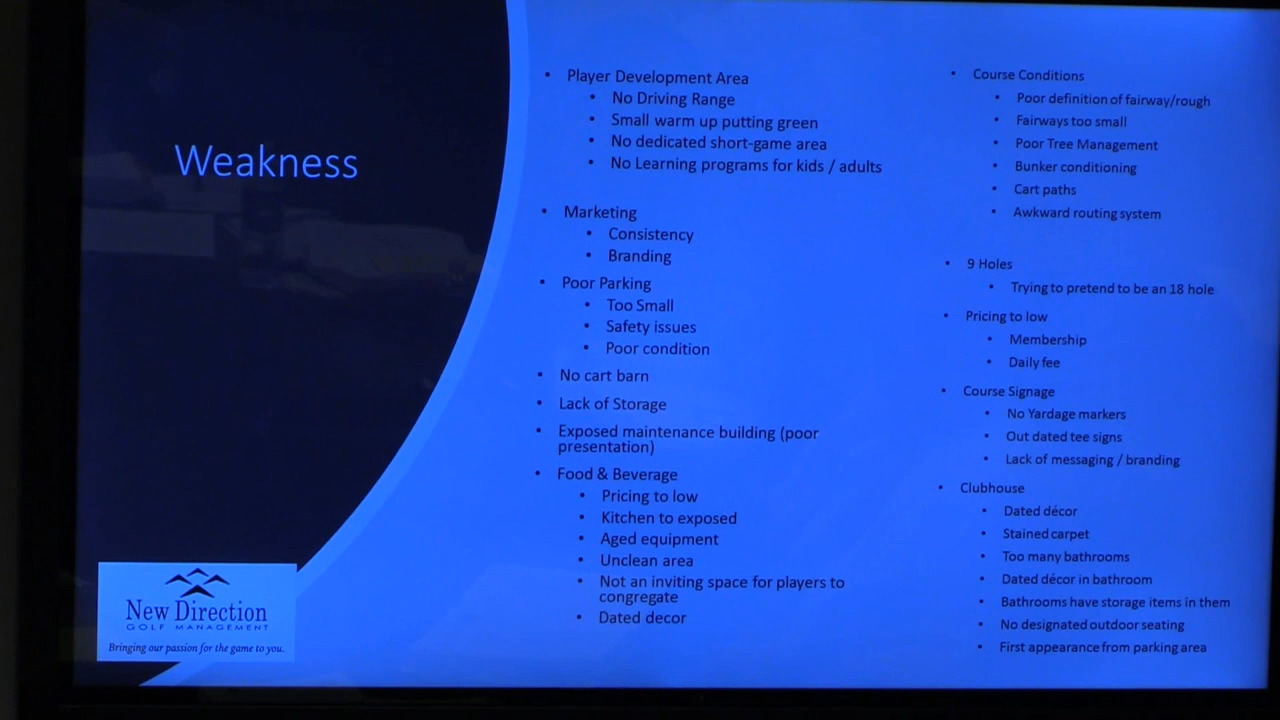 Weakness
Player Development Area
No Driving Range
Small warm up putting green
No dedicated short-game area
No Learning programs for kids / adults
Marketing
Consistency
Branding
Poor Parking
Too Small
Safety issues
Poor condition
No cart barn
Lack of Storage
Exposed maintenance building (poor
presentation)
Food & Beverage
Pricing to low
Kitchen to exposed
Aged equipment
Unclean area
Not an inviting space for players to
congregate
Dated decor
Course Conditions
Poor definition of fairway/rough
Fairways too small
Poor Tree Management
Bunker conditioning
Cart paths
Awkward routing system
9 Holes
Trying to pretend to be an 18 hole
Pricing to low
Membership
Daily fee
Course Signage
No Yardage markers
Out dated tee signs
Lack of messaging / branding
Clubhouse
Dated décor
Stained carpet
Too many bathrooms
Dated décor in bathroom
Bathrooms have storage items in them
No designated outdoor seating
First appearance from parking area
New Direction
GOLF MANAGEMENT
Bringing our passion for the game to you.